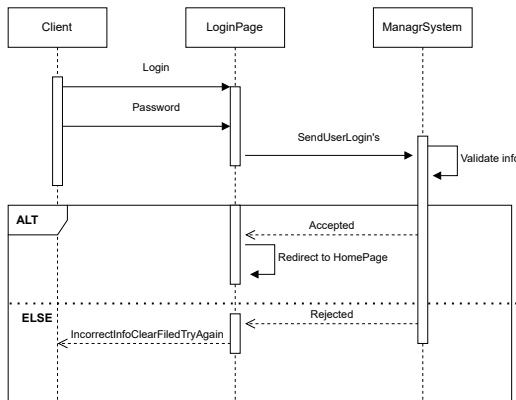 Client
LoginPage
ManagrSystem
Login
Password
SendUserLogin's
Validate info
ALT
Accepted
Redirect to HomePage
ELSE
Rejected
IncorrectInfoClearFiledTryAgain